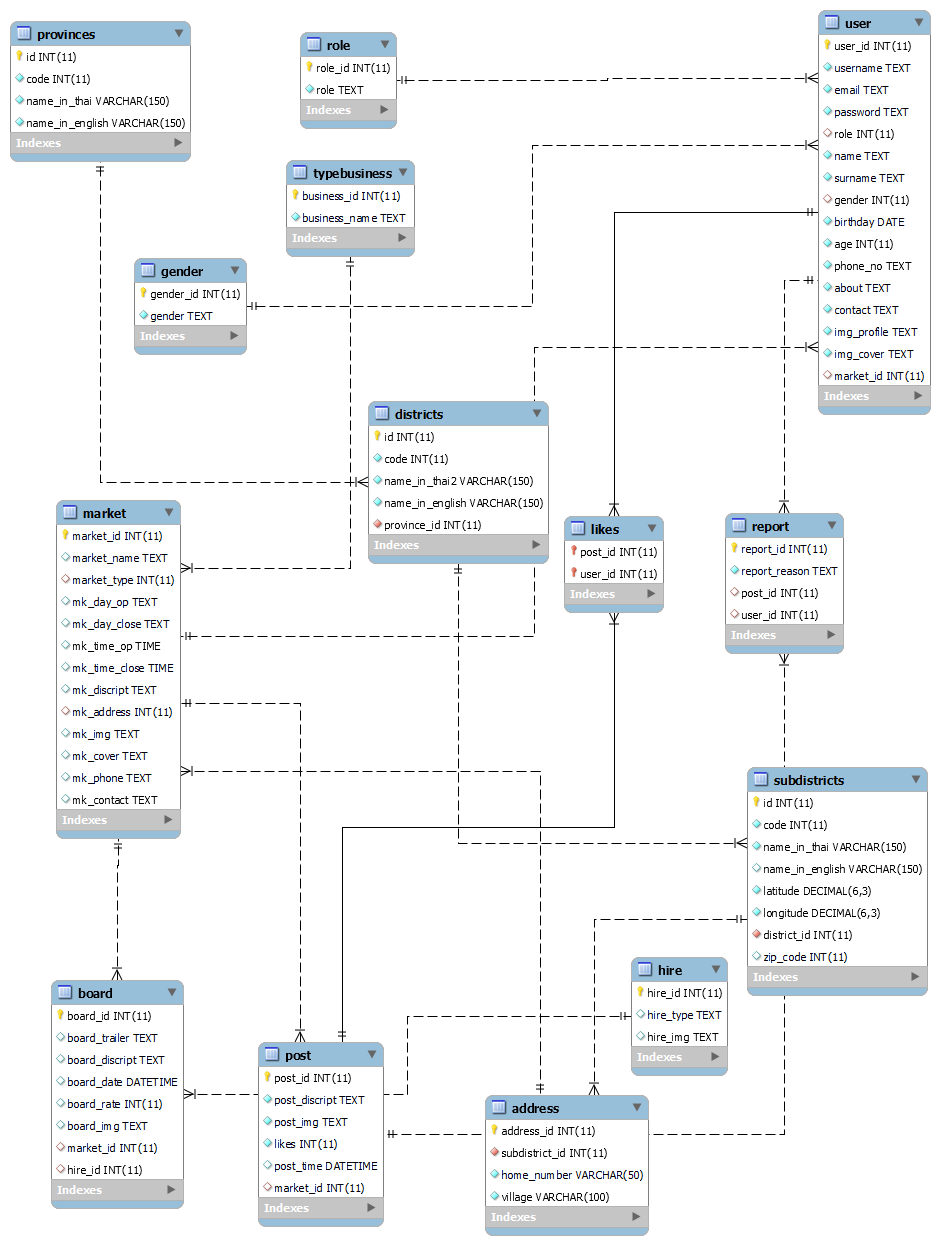 provinces
id INT(11)
code INT(11)
name_in_thai VARCHAR(150)
name_in_english VARCHAR(150)
Indexes
role
role_id INT(11)
role TEXT
Indexes
user
user_id INT(11)
username TEXT
email TEXT
password TEXT
role INT(11)
name TEXT
surname TEXT
gender INT(11)
birthday DATE
age INT(11)
phone_no TEXT
about TEXT
contact TEXT
img_profile TEXT
img_cover TEXT
market_id INT(11)
Indexes
typebusiness
business_id INT(11)
business_name TEXT
Indexes
gender
gender_id INT(11)
gender TEXT
Indexes
districts
id INT(11)
code INT(11)
name_in_thai2 VARCHAR(150)
name_in_english VARCHAR(150)
province_id INT(11)
Indexes
market
market_id INT(11)
market_name TEXT
market_type INT(11)
mk_day_op TEXT
mk_day_close TEXT
mk_time_op TIME
mk_time_close TIME
mk_discript TEXT
mk_address INT(11)
mk_img TEXT
mk_cover TEXT
mk_phone TEXT
mk_contact TEXT
Indexes
likes
post_id INT(11)
user_id INT(11)
Indexes
report
report_id INT(11)
report_reason TEXT
post_id INT(11)
user_id INT(11)
Indexes
subdistricts
id INT(11)
code INT(11)
name_in_thai VARCHAR(150)
name_in_english VARCHAR(150)
latitude DECIMAL(6,3)
longitude DECIMAL(6,3)
district_id INT(11)
zip_code INT(11)
Indexes
hire
hire_id INT(11)
hire_type TEXT
hire_img TEXT
Indexes
board
board_id INT(11)
board_trailer TEXT
board_discript TEXT
board_date DATETIME
board_rate INT(11)
board_img TEXT
market_id INT(11)
hire_id INT(11)
Indexes
post
post_id INT(11)
post_discript TEXT
post_img TEXT
likes INT(11)
post_time DATETIME
market_id INT(11)
Indexes
address
address_id INT(11)
subdistrict_id INT(11)
home_number VARCHAR(50)
village VARCHAR(100)
Indexes